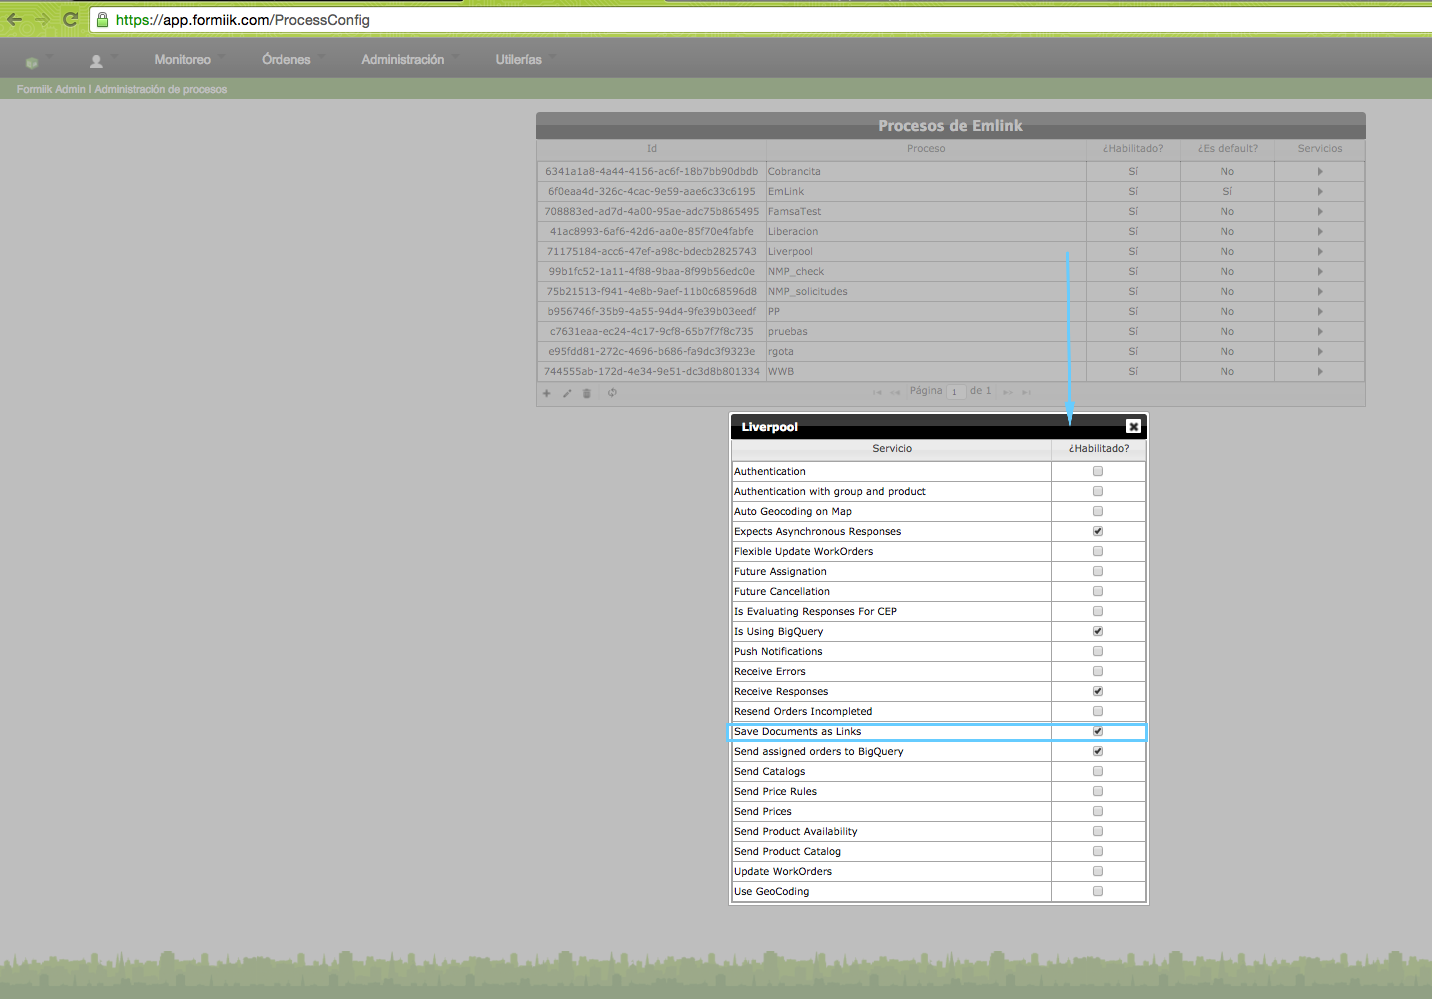 https://app.formiik.com/ProcessConfig
Monitoreo Órdenes Administración Utilerías
Formiik Admin | Administración de procesos
Procesos de Emlink
Id Proceso ¿Habilitado? ¿Es default? Servicios
6341a1a8-4a44-4156-ac6f-18b7bb90dbdb Cobrancita Sí No
6f0eaa4d-326c-4cac-9e59-aae6c33c6195 EmLink Sí Sí
708883ed-ad7d-4a00-95ae-adc75b865495 FamsaTest Sí No
41ac8993-6af6-42d6-aa0e-85f70e4fabfe Liberacion Sí No
71175184-acc6-47ef-a98c-bdecb2825743 Liverpool Sí No
99b1fc52-1a11-4f88-9baa-8f99b56edc0e NMP_check Sí No
75b21513-f941-4e8b-9aef-11b0c68596d8 NMP_solicitudes Sí No
b956746f-35b9-4a55-94d4-9fe39b03eedf PP Sí No
c7631eaa-ec24-4c17-9cf8-65b7f7f8c735 pruebas Sí No
e95fdd81-272c-4696-b686-fa9dc3f9323e rgota Sí No
744555ab-172d-4e34-9e51-dc3d8b801334 WWB Sí No
Página 1 de 1
Liverpool
Servicio ¿Habilitado?
Authentication
Authentication with group and product
Auto Geocoding on Map
Expects Asynchronous Responses
Flexible Update WorkOrders
Future Assignation
Future Cancellation
Is Evaluating Responses For CEP
Is Using BigQuery
Push Notifications
Receive Errors
Receive Responses
Resend Orders Incompleted
Save Documents as Links
Send assigned orders to BigQuery
Send Catalogs
Send Price Rules
Send Prices
Send Product Availability
Send Product Catalog
Update WorkOrders
Use GeoCoding